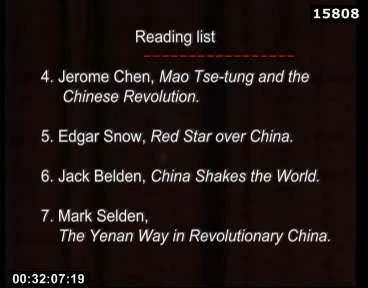 15808
Reading list
4. Jerome Chen, Mao Tse-tung and the
Chinese Revolution.
5. Edgar Snow, Red Star over China.
6. Jack Belden, China Shakes the World.
7. Mark Selden,
The Yenan Way in Revolutionary China.
00:32:07:19